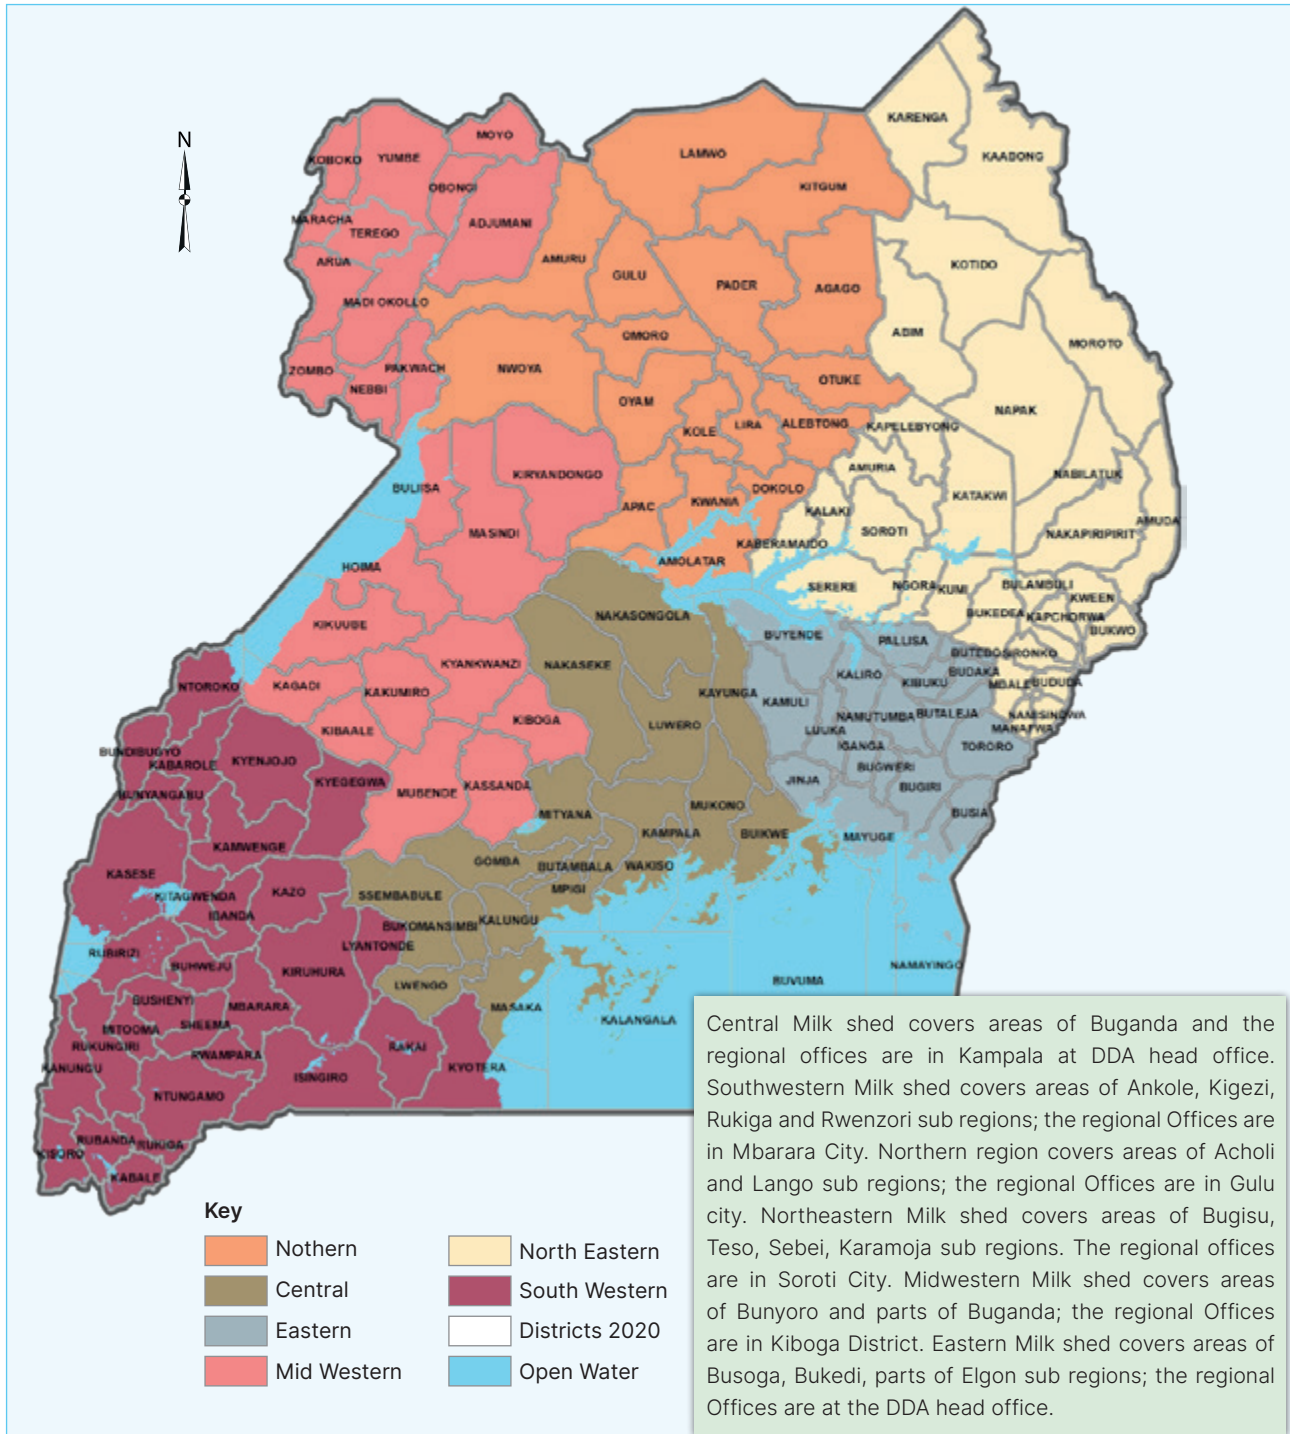 N
KARENGA
KAABONG
MOYO
KOBOKO
YUMBE
LAMWO
KITGUM
OBONGI
ADJUMANI
MARACHA
TEREGO
ARUA
AMURU
GULU
PADER
AGAGO
KOTIDO
MADI OKOLLO
ABIM
OMORO
MOROTO
ZOMBO
NEBBI
PAKWACH
NWOYA
OTUKE
OYAM
KOLE
LIRA
ALEBTONG
NAPAK
KAPELEBYONG
BULIISA
KIRYANDONGO
AMURIA
NABILATUK
APAC
KWANIA
DOKOLO
KATAKWI
KALAKI
MASINDI
SOROTI
AMUDA
NAKAPIRIPIRIT
KABERAMAIDO
HOIMA
AMOLATAR
SERERE
NGORA
KUMI
BULAMBULI
KWEEN
KIKUUBE
NAKASONGOLA
BUKEDEA
KAPCHORWA
BUKWO
BUYENDE
PALLISA
BUTEBO
SIRONKO
NAKASEKE
KYANKWANZI
KALIRO
KIBUKU
BUDAKA
MBALE
BUDUDA
NTOROKO
KAGADI
KAKUMIRO
KAYUNGA
KAMULI
NAMUTUMBA
BUTALEJA
NAMISINDWA
MANAFWA
KIBOGA
LUWERO
LUUKA
KIBAALE
IGANGA
TORORO
BUNDIBUGYO
KABAROLE
KYENJOJO
KYEGEGWA
BUNYANGABU
MUBENDE
KASSANDA
JINJA
BUGWERI
BUGIRI
MITYANA
MUKONO
BUSIA
KAMPALA
BUIKWE
MAYUGE
KAMWENGE
GOMBA
BUTAMBALA
WAKISO
KASESE
KITAGWENDA
KAZO
SSEMBABULE
MPIGI
IBANDA
BUKOMANSIMBI
KALUNGU
LYANTONDE
RUBIRIZI
BUHWEJU
KIRUHURA
LWENGO
NAMAYINGO
BUVUMA
BUSHENYI
MBARARA
MASAKA
KALANGALA
MITOOMA
SHEEMA
RUKUNGIRI
RWAMPARA
RAKAI
KYOTERA
KANUNGU
ISINGIRO
NTUNGAMO
RUBANDA
RUKIGA
KISORO
KABALE
Central Milk shed covers areas of Buganda and the
regional offices are in Kampala at DDA head office.
Southwestern Milk shed covers areas of Ankole, Kigezi,
Rukiga and Rwenzori sub regions; the regional Offices are
in Mbarara City. Northern region covers areas of Acholi
and Lango sub regions; the regional Offices are in Gulu
city. Northeastern Milk shed covers areas of Bugisu,
Teso, Sebei, Karamoja sub regions. The regional offices
are in Soroti City. Midwestern Milk shed covers areas
of Bunyoro and parts of Buganda; the regional Offices
are in Kiboga District. Eastern Milk shed covers areas of
Busoga, Bukedi, parts of Elgon sub regions; the regional
Offices are at the DDA head office.
Key
Nothern
Central
Eastern
Mid Western
North Eastern
South Western
Districts 2020
Open Water